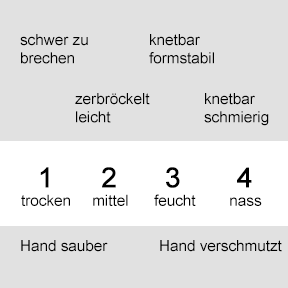 schwer zu
brechen
knetbar
formstabil
zerbröckelt
leicht
knetbar
schmierig
1 2 3 4
trocken mittel feucht nass
Hand sauber Hand verschmutzt